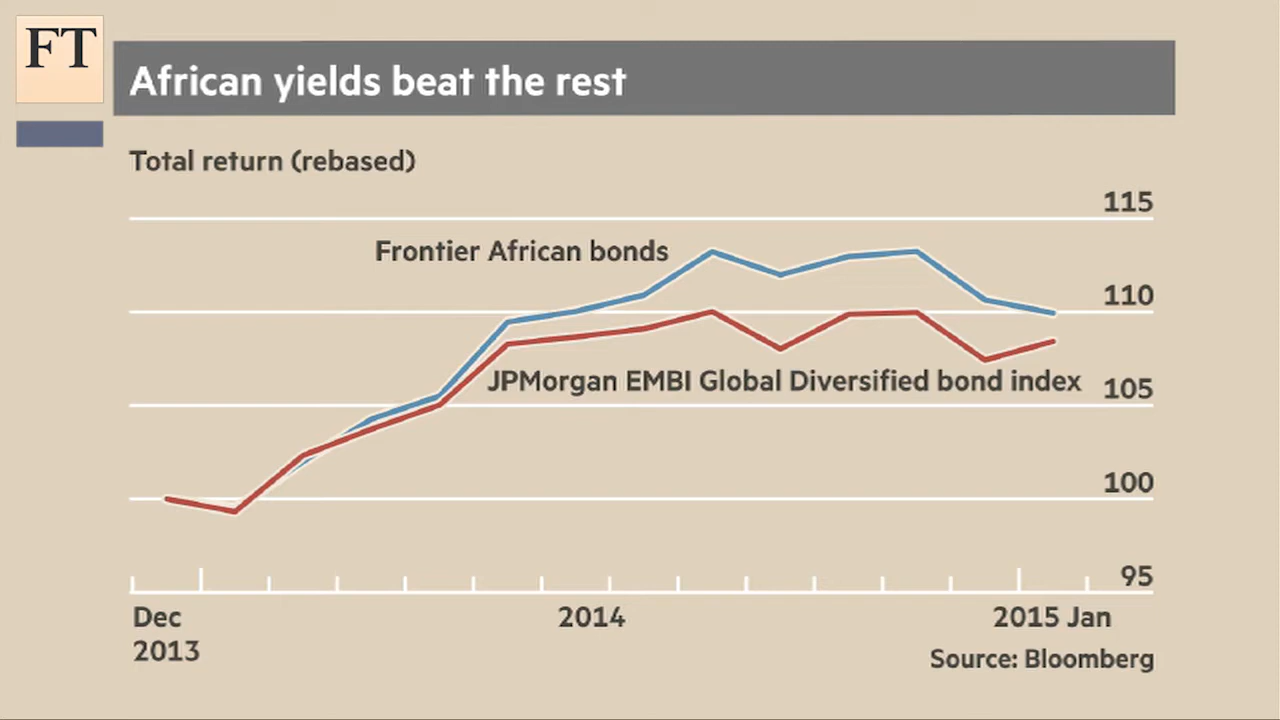 FT
African yields beat the rest
Total return (rebased)
115
Frontier African bonds
110
JPMorgan EMBI Global Diversified bond index
105
100
95
Dec 2014 2015 Jan
2013
Source: Bloomberg